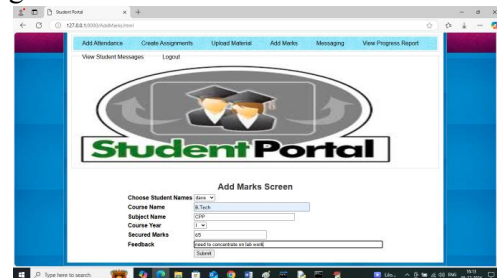 Student Portal
127.0.0.1:8000/AddMarks.html
Add Attendance Create Assignments Upload Material Add Marks Messaging View Progress Report
View Student Messages Logout
Student Portal
Add Marks Screen
Choose Student Names dave
Course Name B.Tech
Subject Name CPP
Course Year 1
Secured Marks 65
Feedback need to concentrate on lab work
Submit
Type here to search ENG 16:13